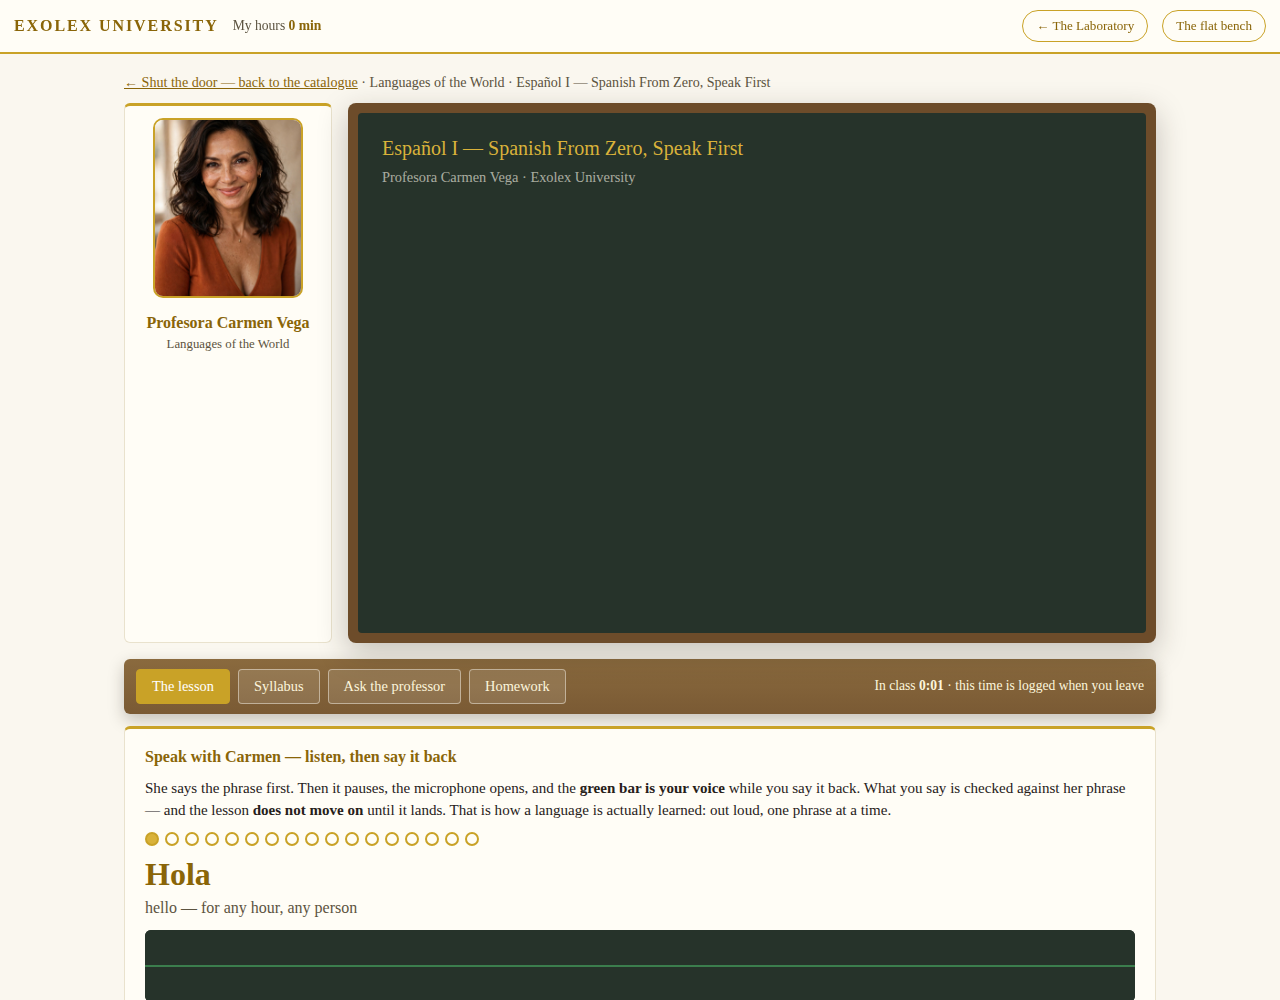 EXOLEX UNIVERSITY
My hours 0 min
← The Laboratory
The flat bench
← Shut the door — back to the catalogue · Languages of the World · Español I — Spanish From Zero, Speak First
Profesora Carmen Vega
Languages of the World
Español I — Spanish From Zero, Speak First
Profesora Carmen Vega · Exolex University
The lesson
Syllabus
Ask the professor
Homework
In class 0:01 · this time is logged when you leave
Speak with Carmen — listen, then say it back
She says the phrase first. Then it pauses, the microphone opens, and the green bar is your voice while you say it back. What you say is checked against her phrase
— and the lesson does not move on until it lands. That is how a language is actually learned: out loud, one phrase at a time.
Hola
hello — for any hour, any person